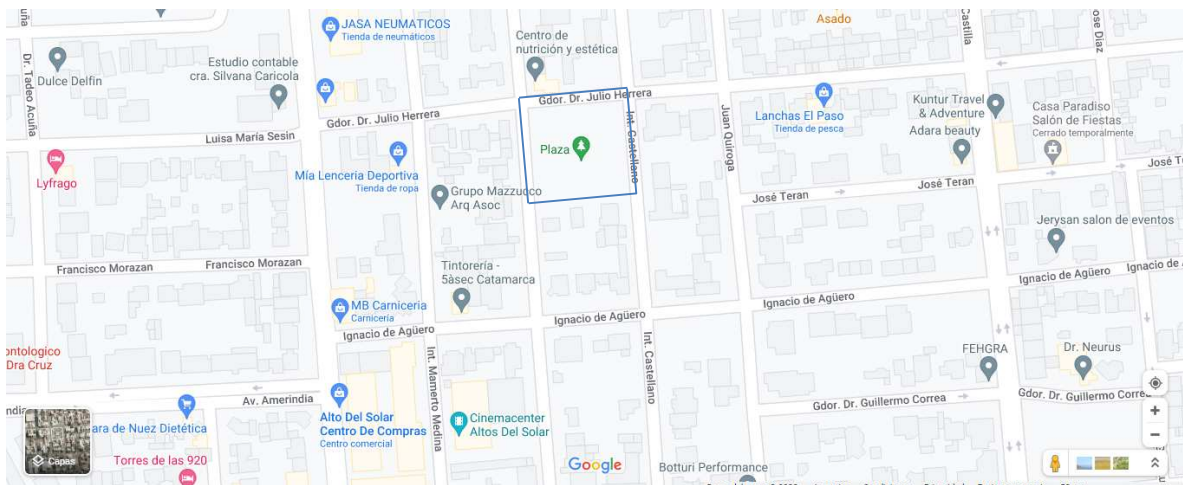 JASA NEUMATICOS
Tienda de neumáticos
Asado
Castilla
Jose Diaz
Dr. Tadeo Acuña
Dulce Delfin
Estudio contable
cra. Silvana Caricola
Centro de
nutrición y estética
Gdor. Dr. Julio Herrera
Gdor. Dr. Julio Herrera
Luisa María Sesin
Lanchas El Paso
Tienda de pesca
Kuntur Travel
& Adventure
Adara beauty
Casa Paradiso
Salón de Fiestas
Cerrado temporalmente
Int. Castellano
Juan Quiroga
Plaza
Lyfrago
Mía Lenceria Deportiva
Tienda de ropa
Grupo Mazzucco
Arq Asoc
José Teran
José Teran
José
Jerysan salon de eventos
Francisco Morazan
Francisco Morazan
Tintorería -
5àsec Catamarca
Ignacio de Agüero
Ignacio de
MB Carniceria
Carnicería
Ignacio de Agüero
Ignacio de Agüero
Ignacio de Agüero
Int. Mamerto Medina
Int. Castellano
ontologico
Dra Cruz
FEHGRA
Dr. Neurus
Av. Amerindia
Gdor. Dr. Guillermo Correa
Gdor. Dr. Guillermo Correa
Alto Del Solar
Centro De Compras
Centro comercial
Cinemacenter
Altos Del Solar
ara de Nuez Dietética
Capas
Torres de las 920
Google
Botturi Performance